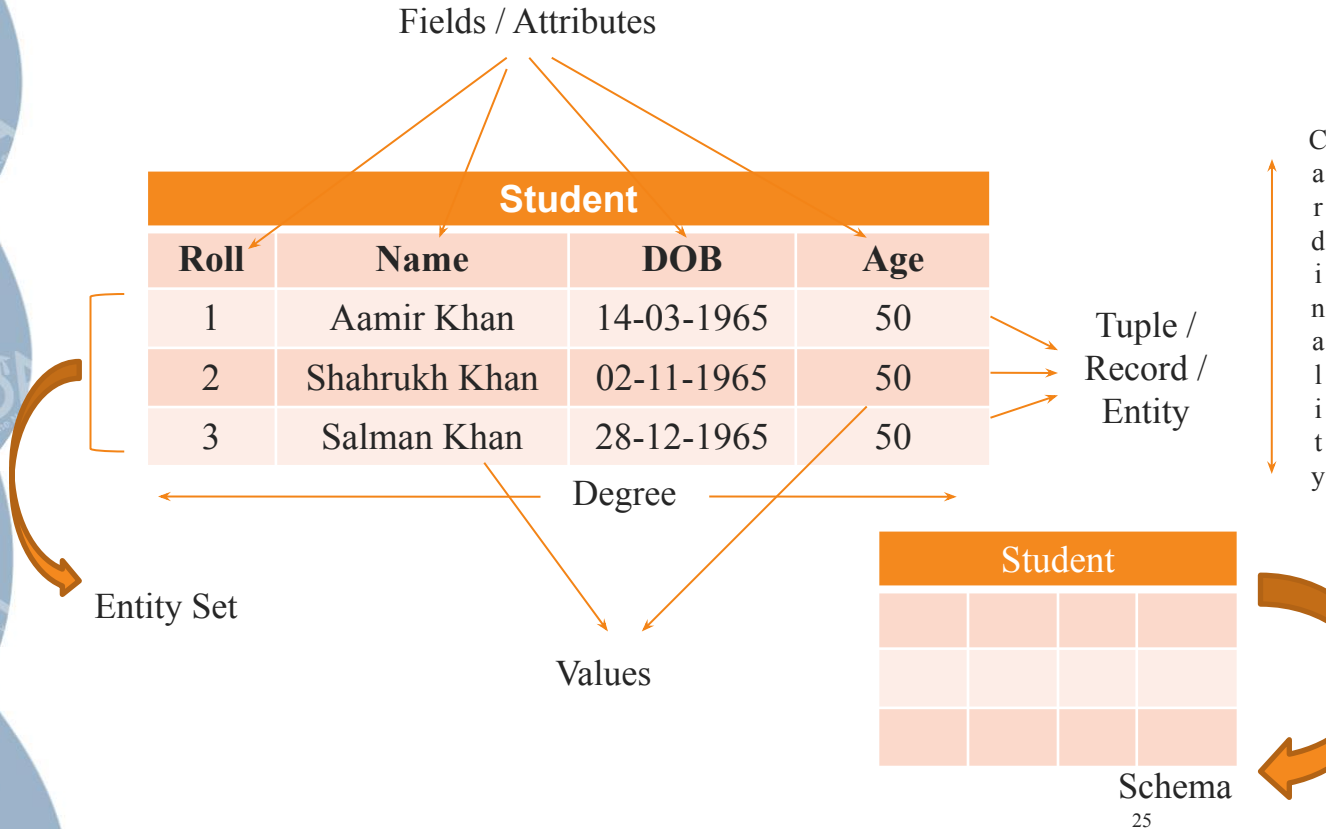 Fields / Attributes
Student
Roll Name DOB Age
1 Aamir Khan 14-03-1965 50
2 Shahrukh Khan 02-11-1965 50
3 Salman Khan 28-12-1965 50
Tuple /
Record /
Entity
C
a
r
d
i
n
a
l
i
t
y
Degree
Entity Set
Values
Student
Schema
25